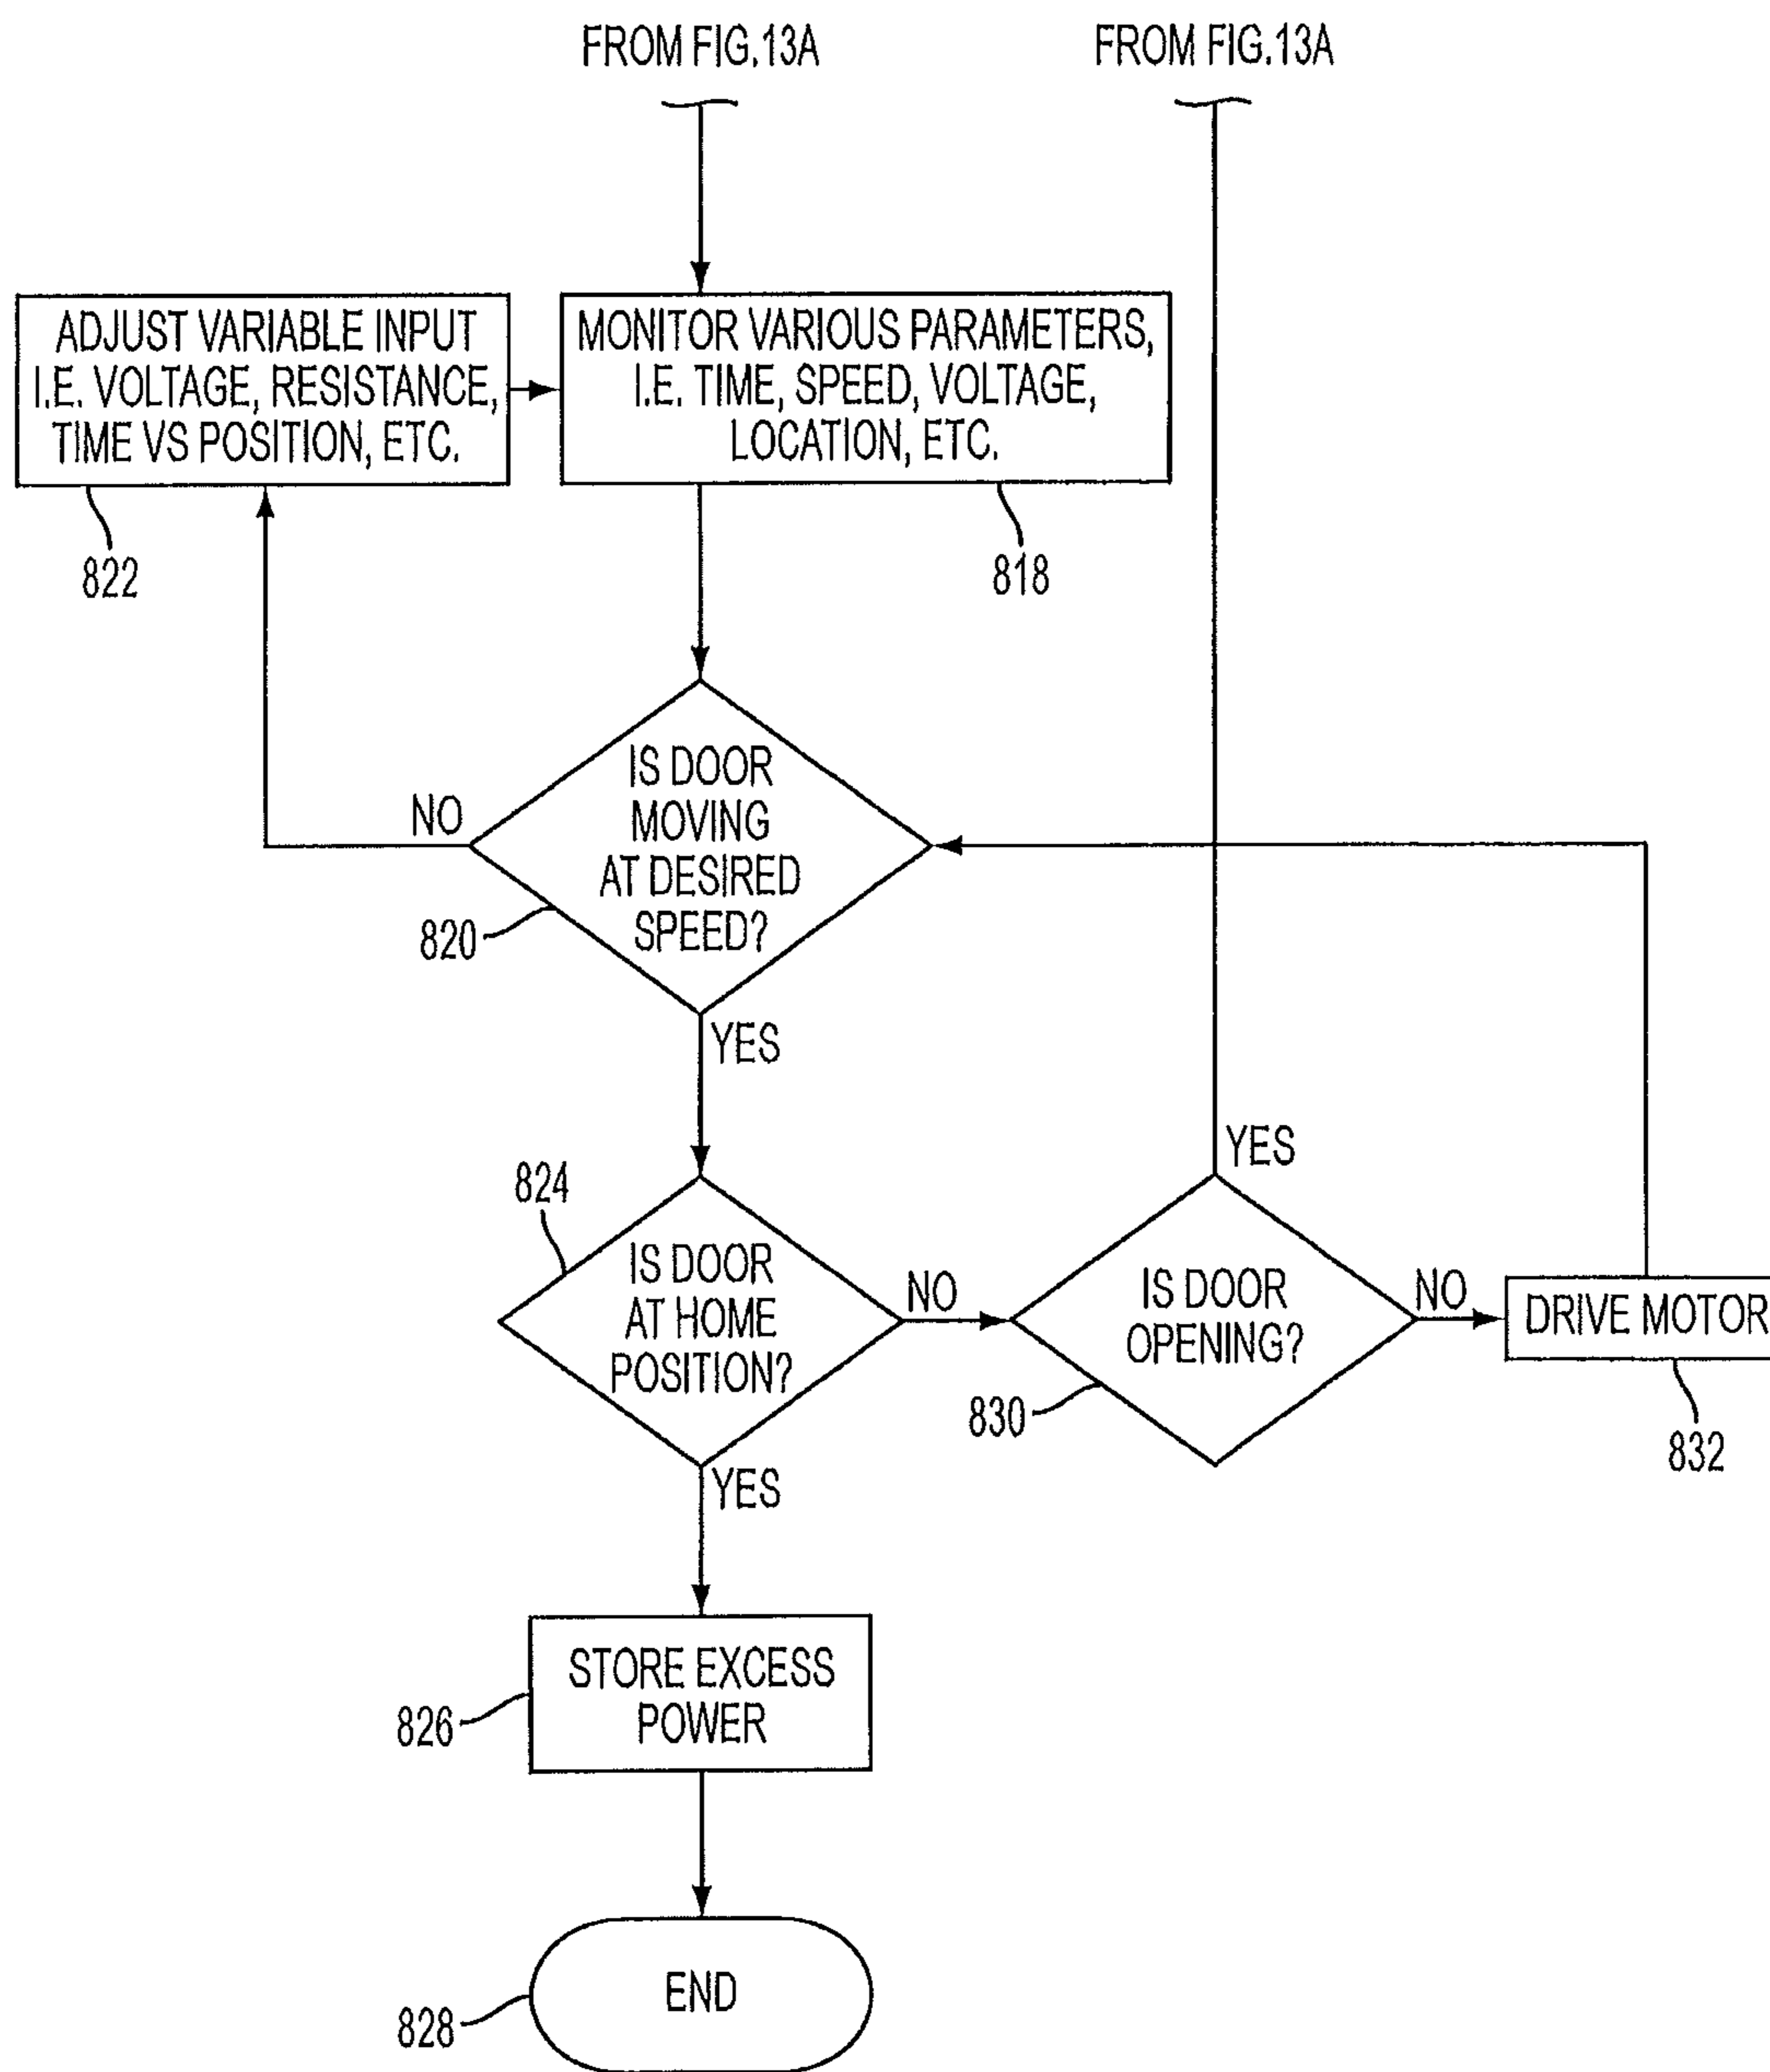 FROM FIG.13A
FROM FIG.13A
ADJUST VARIABLE INPUT
I.E. VOLTAGE, RESISTANCE,
TIME VS POSITION, ETC.
822
MONITOR VARIOUS PARAMETERS,
I.E. TIME, SPEED, VOLTAGE,
LOCATION, ETC.
818
IS DOOR
MOVING
AT DESIRED
SPEED?
NO
820
YES
824
IS DOOR
AT HOME
POSITION?
NO
YES
IS DOOR
OPENING?
YES
830
NO
DRIVE MOTOR
832
STORE EXCESS
POWER
826
END
828